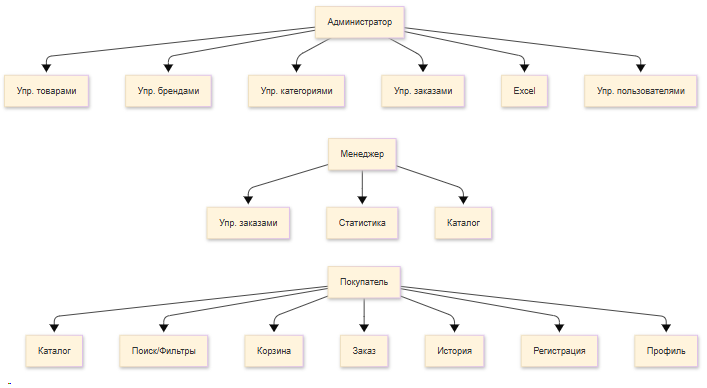 Администратор
Упр. товарами
Упр. брендами
Упр. категориями
Упр. заказами
Excel
Упр. пользователями
Менеджер
Упр. заказами
Статистика
Каталог
Покупатель
Каталог
Поиск/Фильтры
Корзина
Заказ
История
Регистрация
Профиль